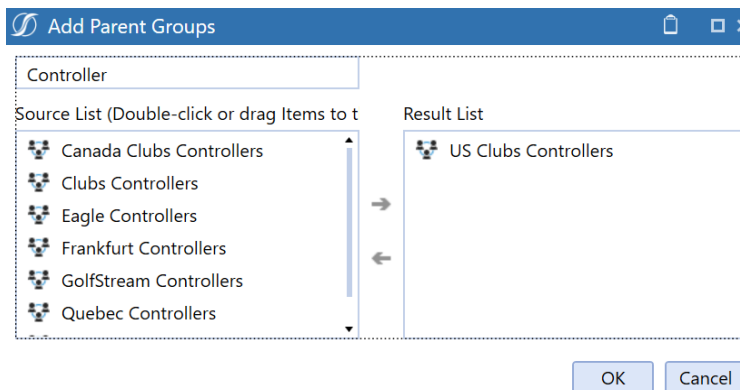 Add Parent Groups
Controller
Source List (Double-click or drag Items to t
Result List
Canada Clubs Controllers
Clubs Controllers
Eagle Controllers
Frankfurt Controllers
GolfStream Controllers
Quebec Controllers
US Clubs Controllers
OK
Cancel